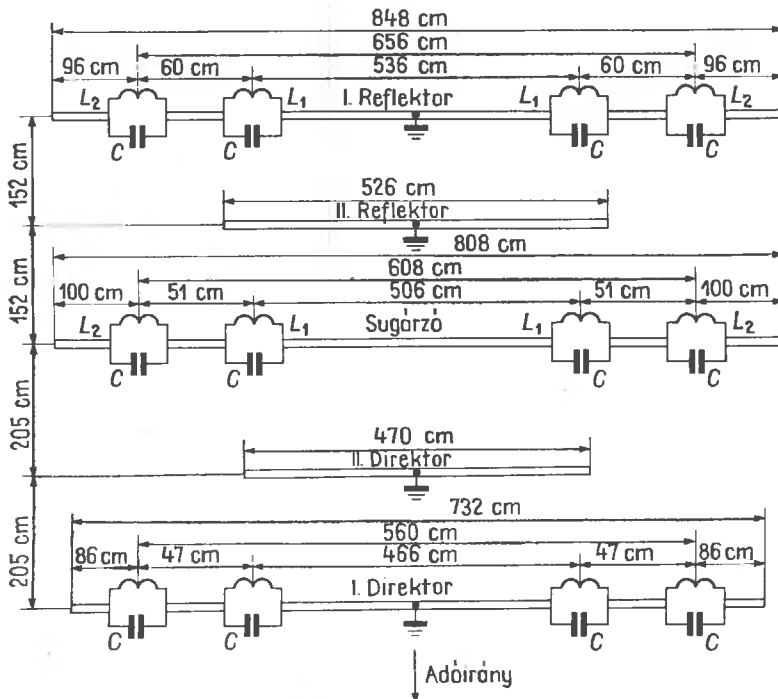 848 cm
656 cm
96 cm 60 cm 536 cm 60 cm 96 cm
L₂ L₁ I. Reflektor L₁ L₂
C C C C
152 cm
526 cm
II. Reflektor
808 cm
152 cm
608 cm
100 cm 51 cm 506 cm 51 cm 100 cm
L₂ L₁ Sugárzó L₁ L₂
C C C C
205 cm
470 cm
II. Direktor
732 cm
205 cm
560 cm
86 cm 47 cm 466 cm 47 cm 86 cm
I. Direktor
C C C C
Adóirány